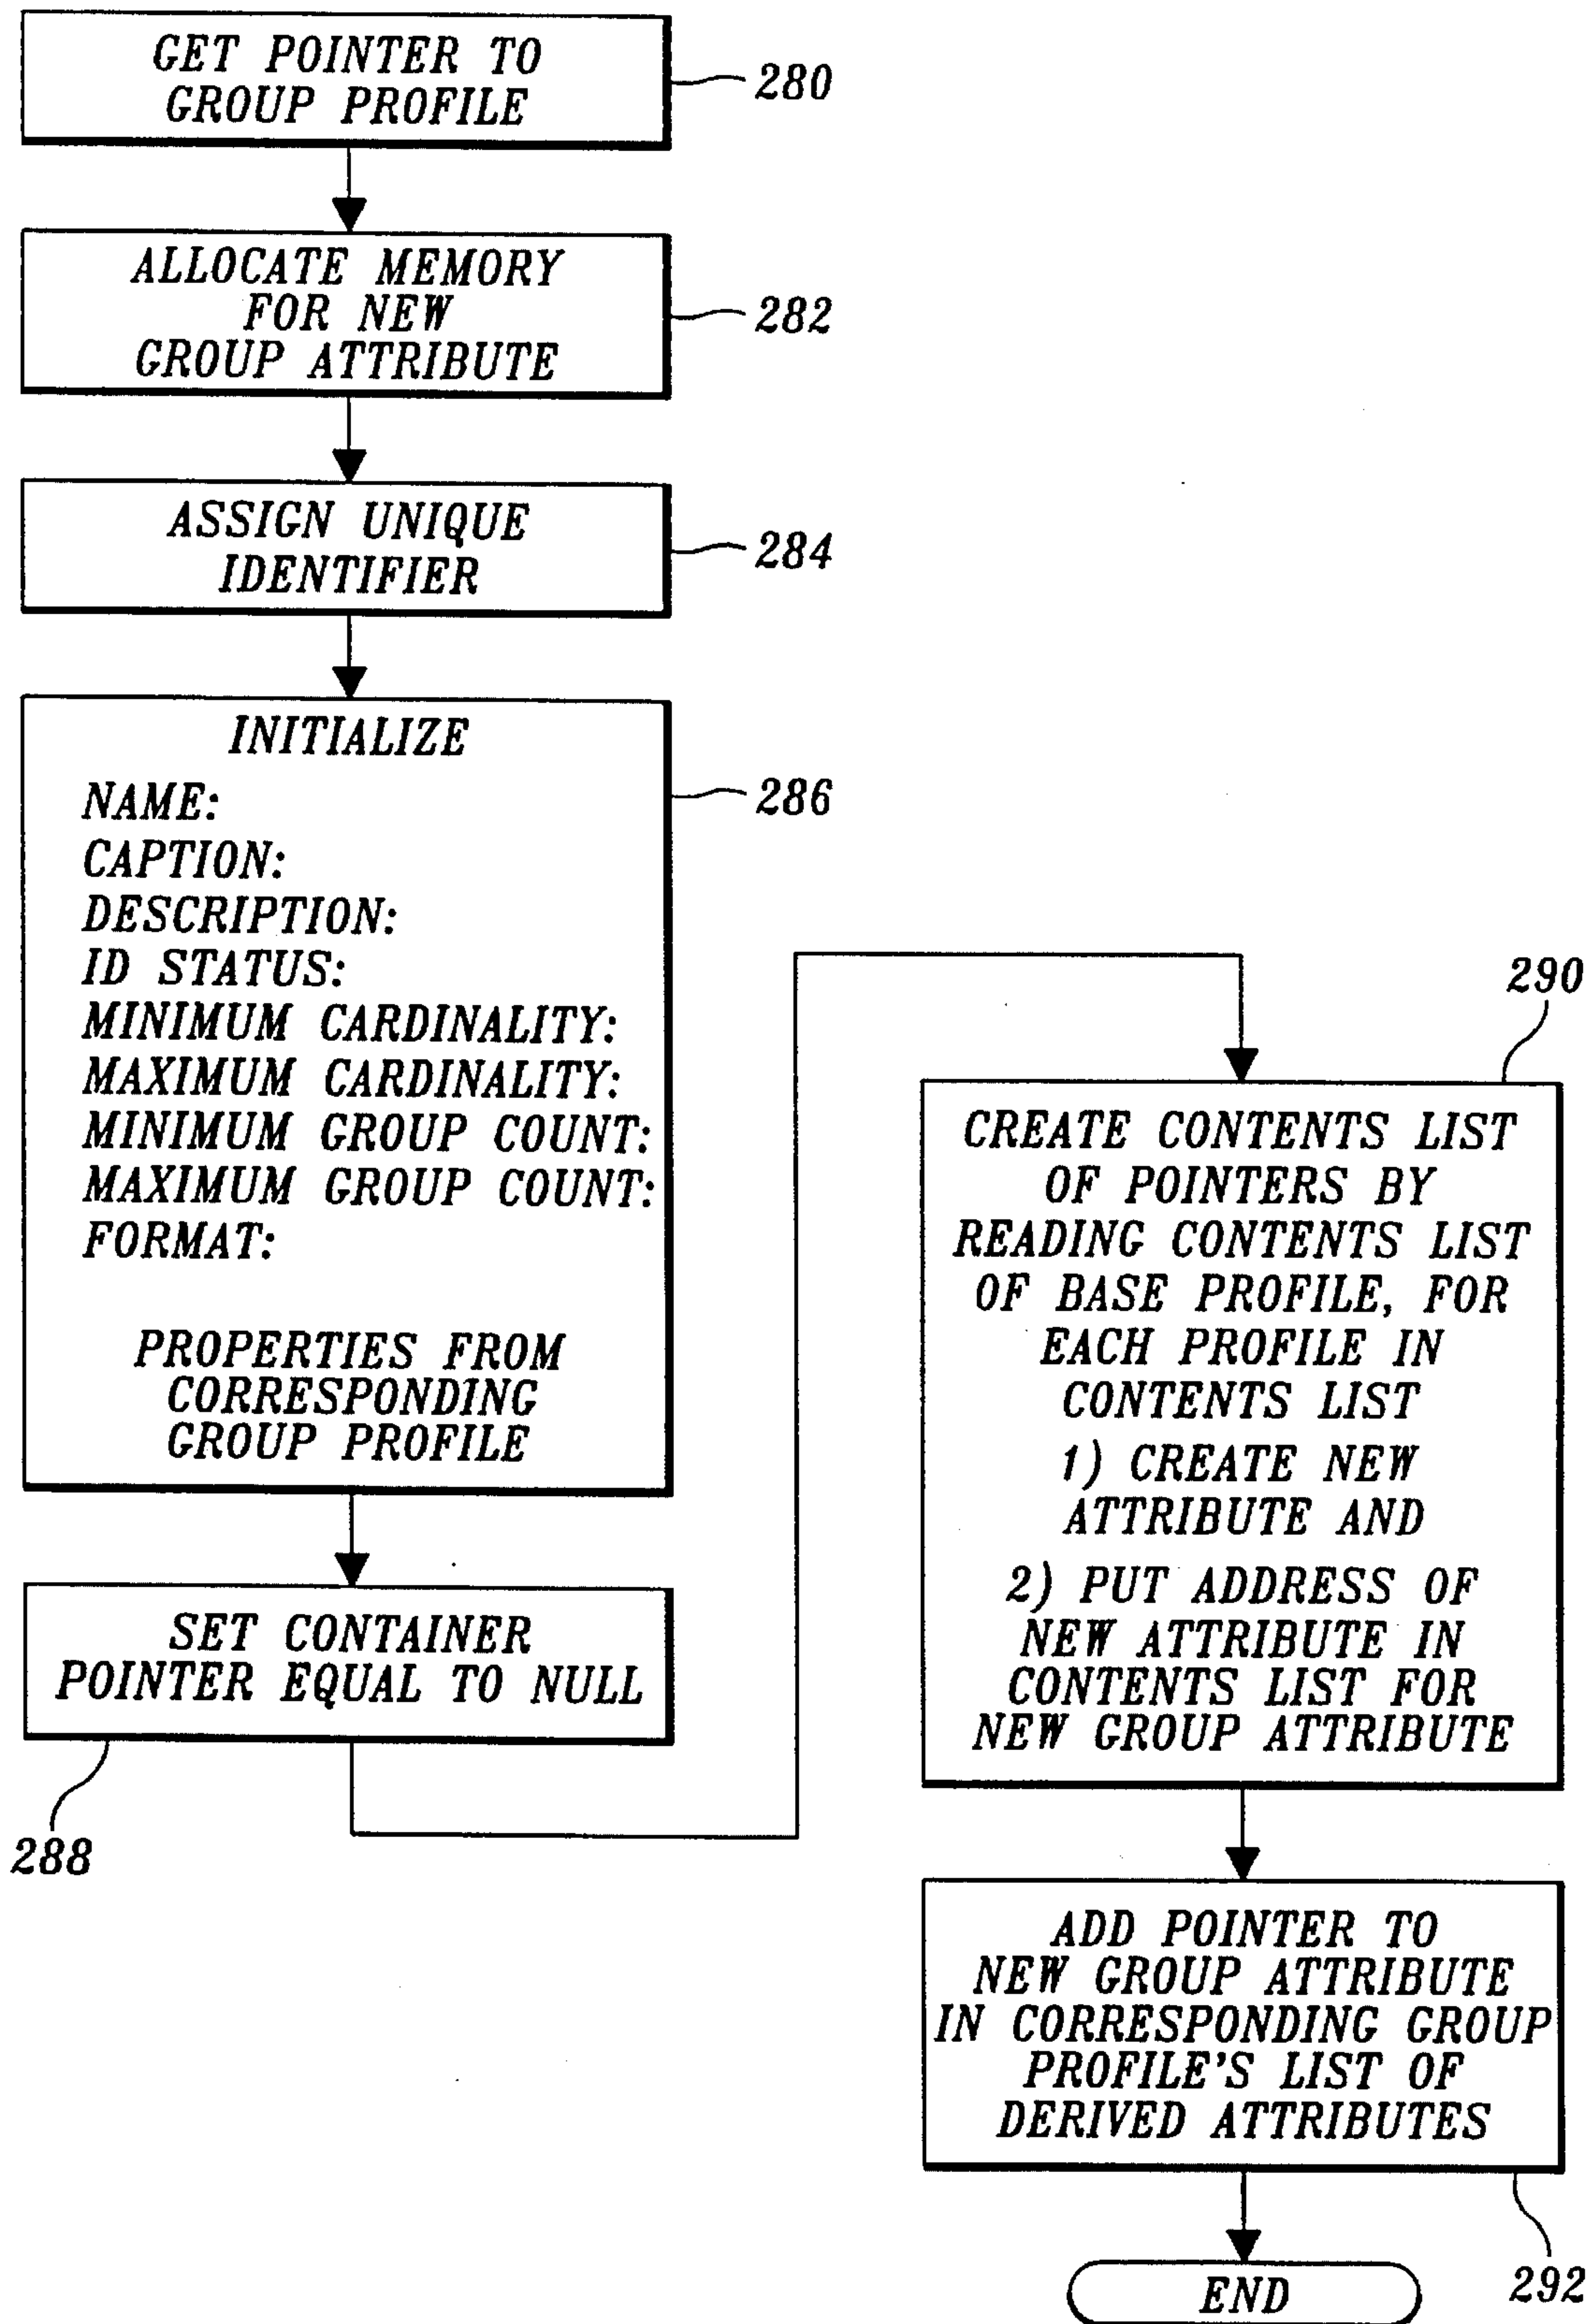 GET POINTER TO
GROUP PROFILE
280
ALLOCATE MEMORY
FOR NEW
GROUP ATTRIBUTE
282
ASSIGN UNIQUE
IDENTIFIER
284
INITIALIZE
286
NAME:
CAPTION:
DESCRIPTION:
ID STATUS:
MINIMUM CARDINALITY:
MAXIMUM CARDINALITY:
MINIMUM GROUP COUNT:
MAXIMUM GROUP COUNT:
FORMAT:
PROPERTIES FROM
CORRESPONDING
GROUP PROFILE
SET CONTAINER
POINTER EQUAL TO NULL
288
290
CREATE CONTENTS LIST
OF POINTERS BY
READING CONTENTS LIST
OF BASE PROFILE, FOR
EACH PROFILE IN
CONTENTS LIST
1) CREATE NEW
ATTRIBUTE AND
2) PUT ADDRESS OF
NEW ATTRIBUTE IN
CONTENTS LIST FOR
NEW GROUP ATTRIBUTE
ADD POINTER TO
NEW GROUP ATTRIBUTE
IN CORRESPONDING GROUP
PROFILE'S LIST OF
DERIVED ATTRIBUTES
292
END